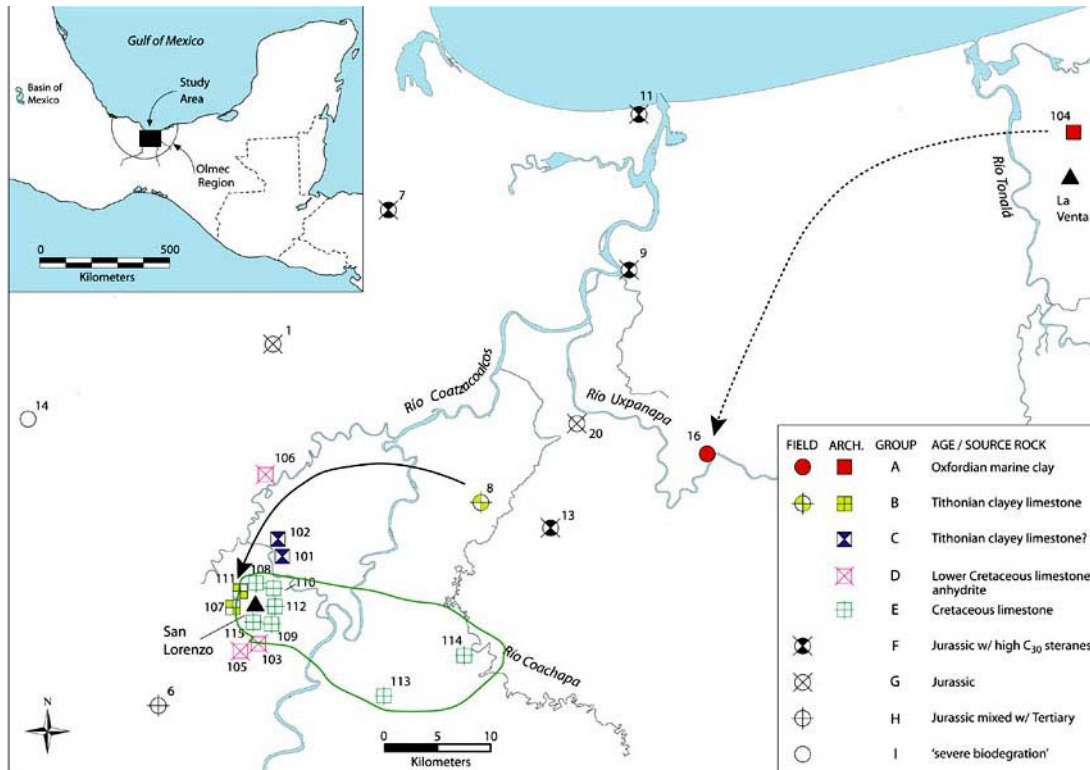 Gulf of Mexico
Basin of
Mexico
Study
Area
Olmec
Region
0 500
Kilometers
11
104
7
Río Tonalá
La
Venta
9
1
Río Coatzacoalcos
14
Río Uxpanapa
20
16
106
8
13
102
101
108
111
110
107
112
San
Lorenzo
115
109
105
103
114
Río Coachapa
113
6
N
0 5 10
Kilometers
FIELD ARCH. GROUP AGE / SOURCE ROCK
A Oxfordian marine clay
B Tithonian clayey limestone
C Tithonian clayey limestone?
D Lower Cretaceous limestone
anhydrite
E Cretaceous limestone
F Jurassic w/ high C30 steranes
G Jurassic
H Jurassic mixed w/ Tertiary
I 'severe biodegration'